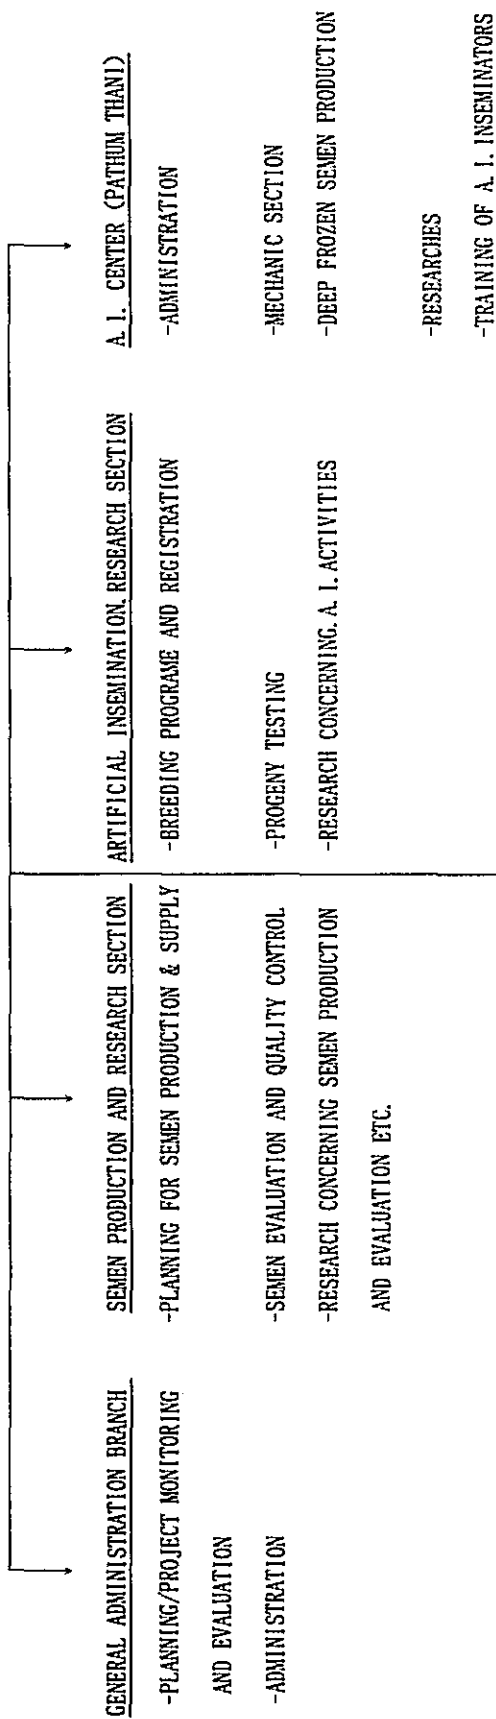 GENERAL ADMINISTRATION BRANCH
-PLANNING/PROJECT MONITORING
AND EVALUATION
-ADMINISTRATION
SEMEN PRODUCTION AND RESEARCH SECTION
-PLANNING FOR SEMEN PRODUCTION & SUPPLY
-SEMEN EVALUATION AND QUALITY CONTROL
-RESEARCH CONCERNING SEMEN PRODUCTION
AND EVALUATION ETC.
ARTIFICIAL INSEMINATION. RESEARCH SECTION
-BREEDING PROGRAME AND REGISTRATION
-PROGENY TESTING
-RESEARCH CONCERNING. A. I. ACTIVITIES
A. I. CENTER (PATHUM THANI)
-ADMINISTRATION
-MECHANIC SECTION
-DEEP FROZEN SEMEN PRODUCTION
-RESEARCHES
-TRAINING OF A. I. INSEMINATORS